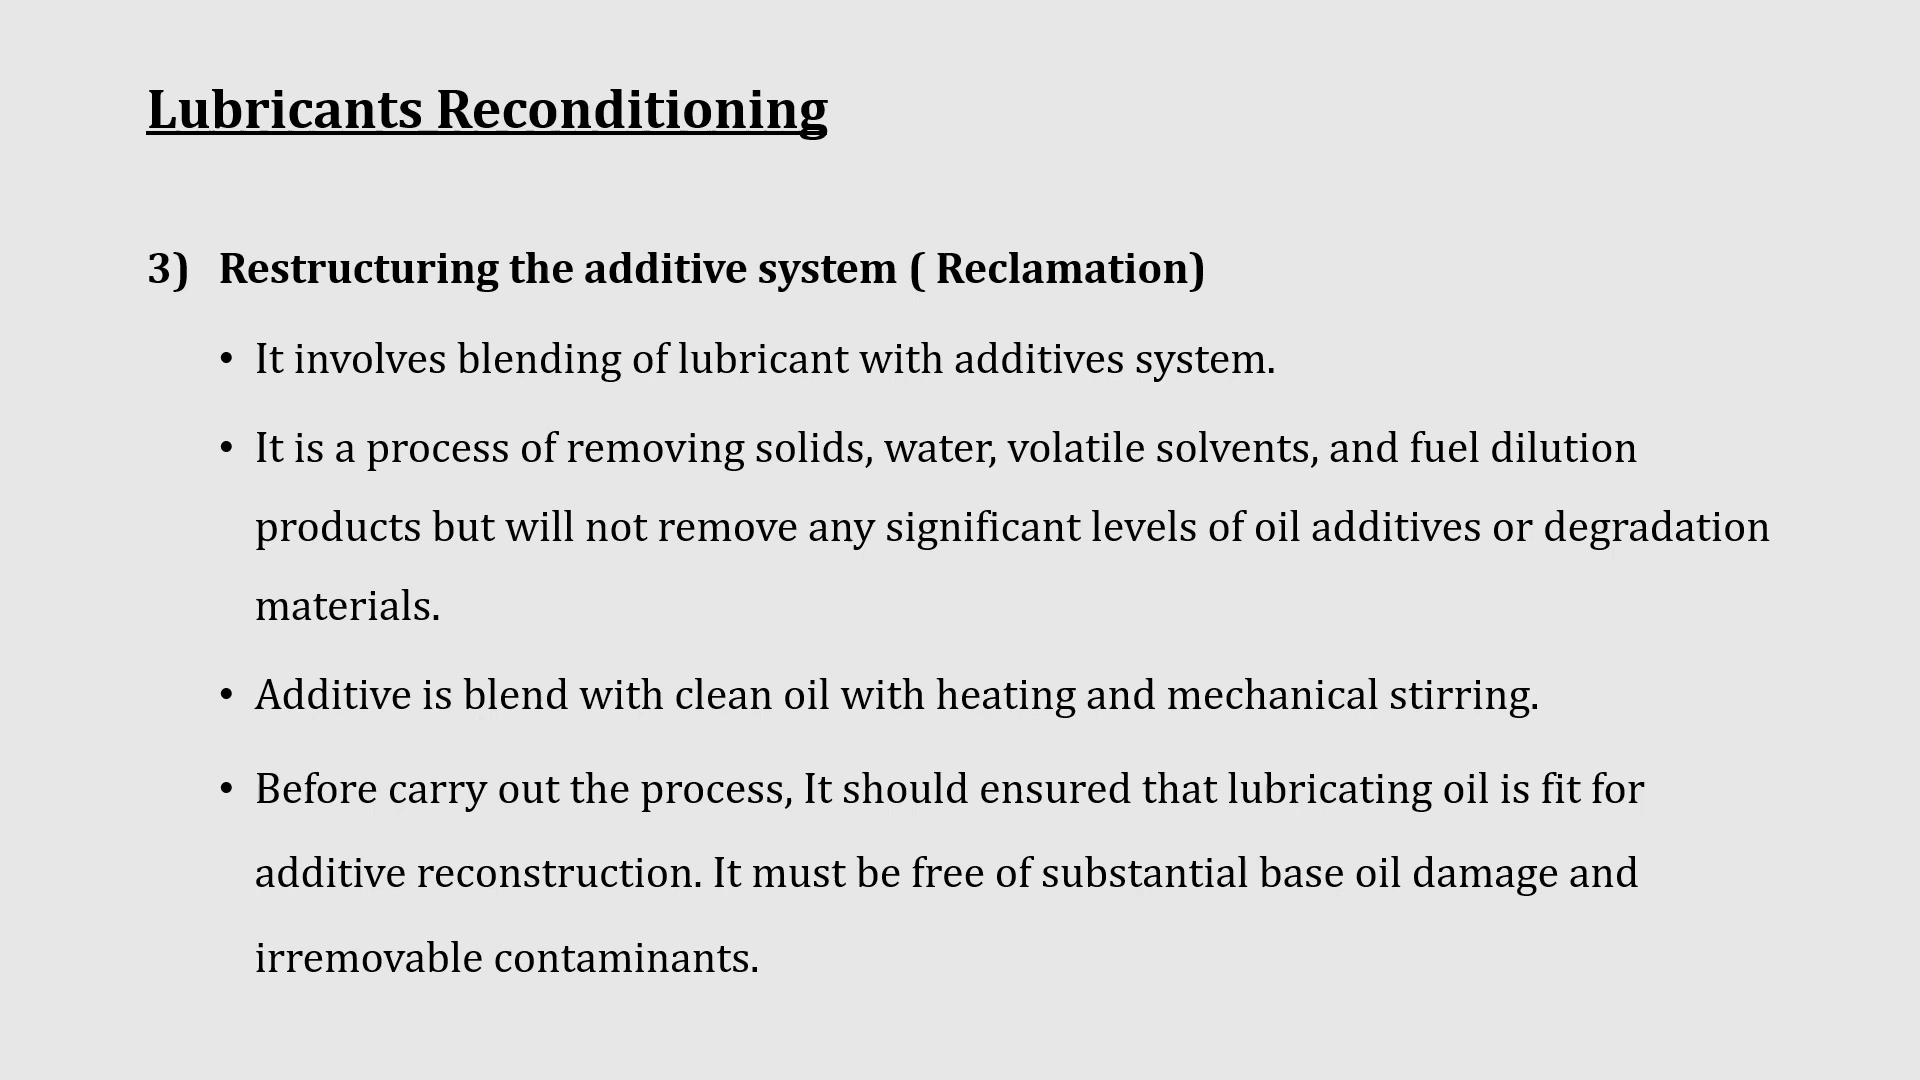 Lubricants Reconditioning
3) Restructuring the additive system ( Reclamation)
• It involves blending of lubricant with additives system.
• It is a process of removing solids, water, volatile solvents, and fuel dilution
products but will not remove any significant levels of oil additives or degradation
materials.
• Additive is blend with clean oil with heating and mechanical stirring.
• Before carry out the process, It should ensured that lubricating oil is fit for
additive reconstruction. It must be free of substantial base oil damage and
irremovable contaminants.